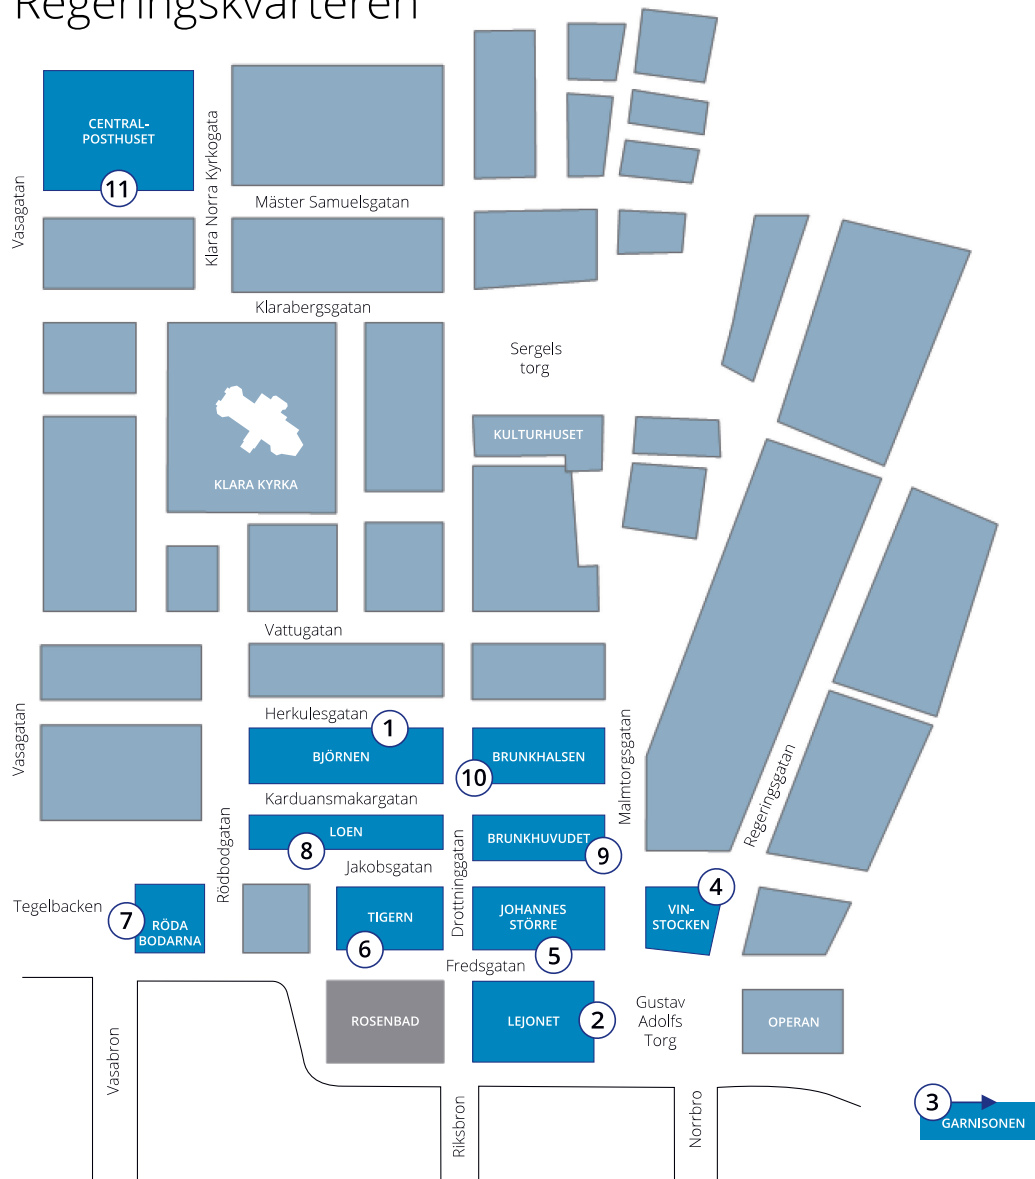 Regeringskvarteren
CENTRAL-
POSTHUSET
11
Vasagatan
Klara Norra Kyrkogata
Mäster Samuelsgatan
Klarabergsgatan
Sergels
torg
KULTURHUSET
KLARA KYRKA
Vattugatan
Vasagatan
Herkulesgatan
1
BJÖRNEN
BRUNKHALSEN
10
Malmtorgsgatan
Regeringsgatan
Karduansmakargatan
LOEN
8
BRUNKHUVUDET
9
Rödbodgatan
Jakobsgatan
Drottninggatan
4
Tegelbacken
7
RÖDA
BODARNA
TIGERN
6
JOHANNES
STÖRRE
5
VIN-
STOCKEN
Fredsgatan
ROSENBAD
LEJONET
2
Gustav
Adolfs
Torg
OPERAN
Vasabron
Riksbron
Norrbro
3
GARNISONEN